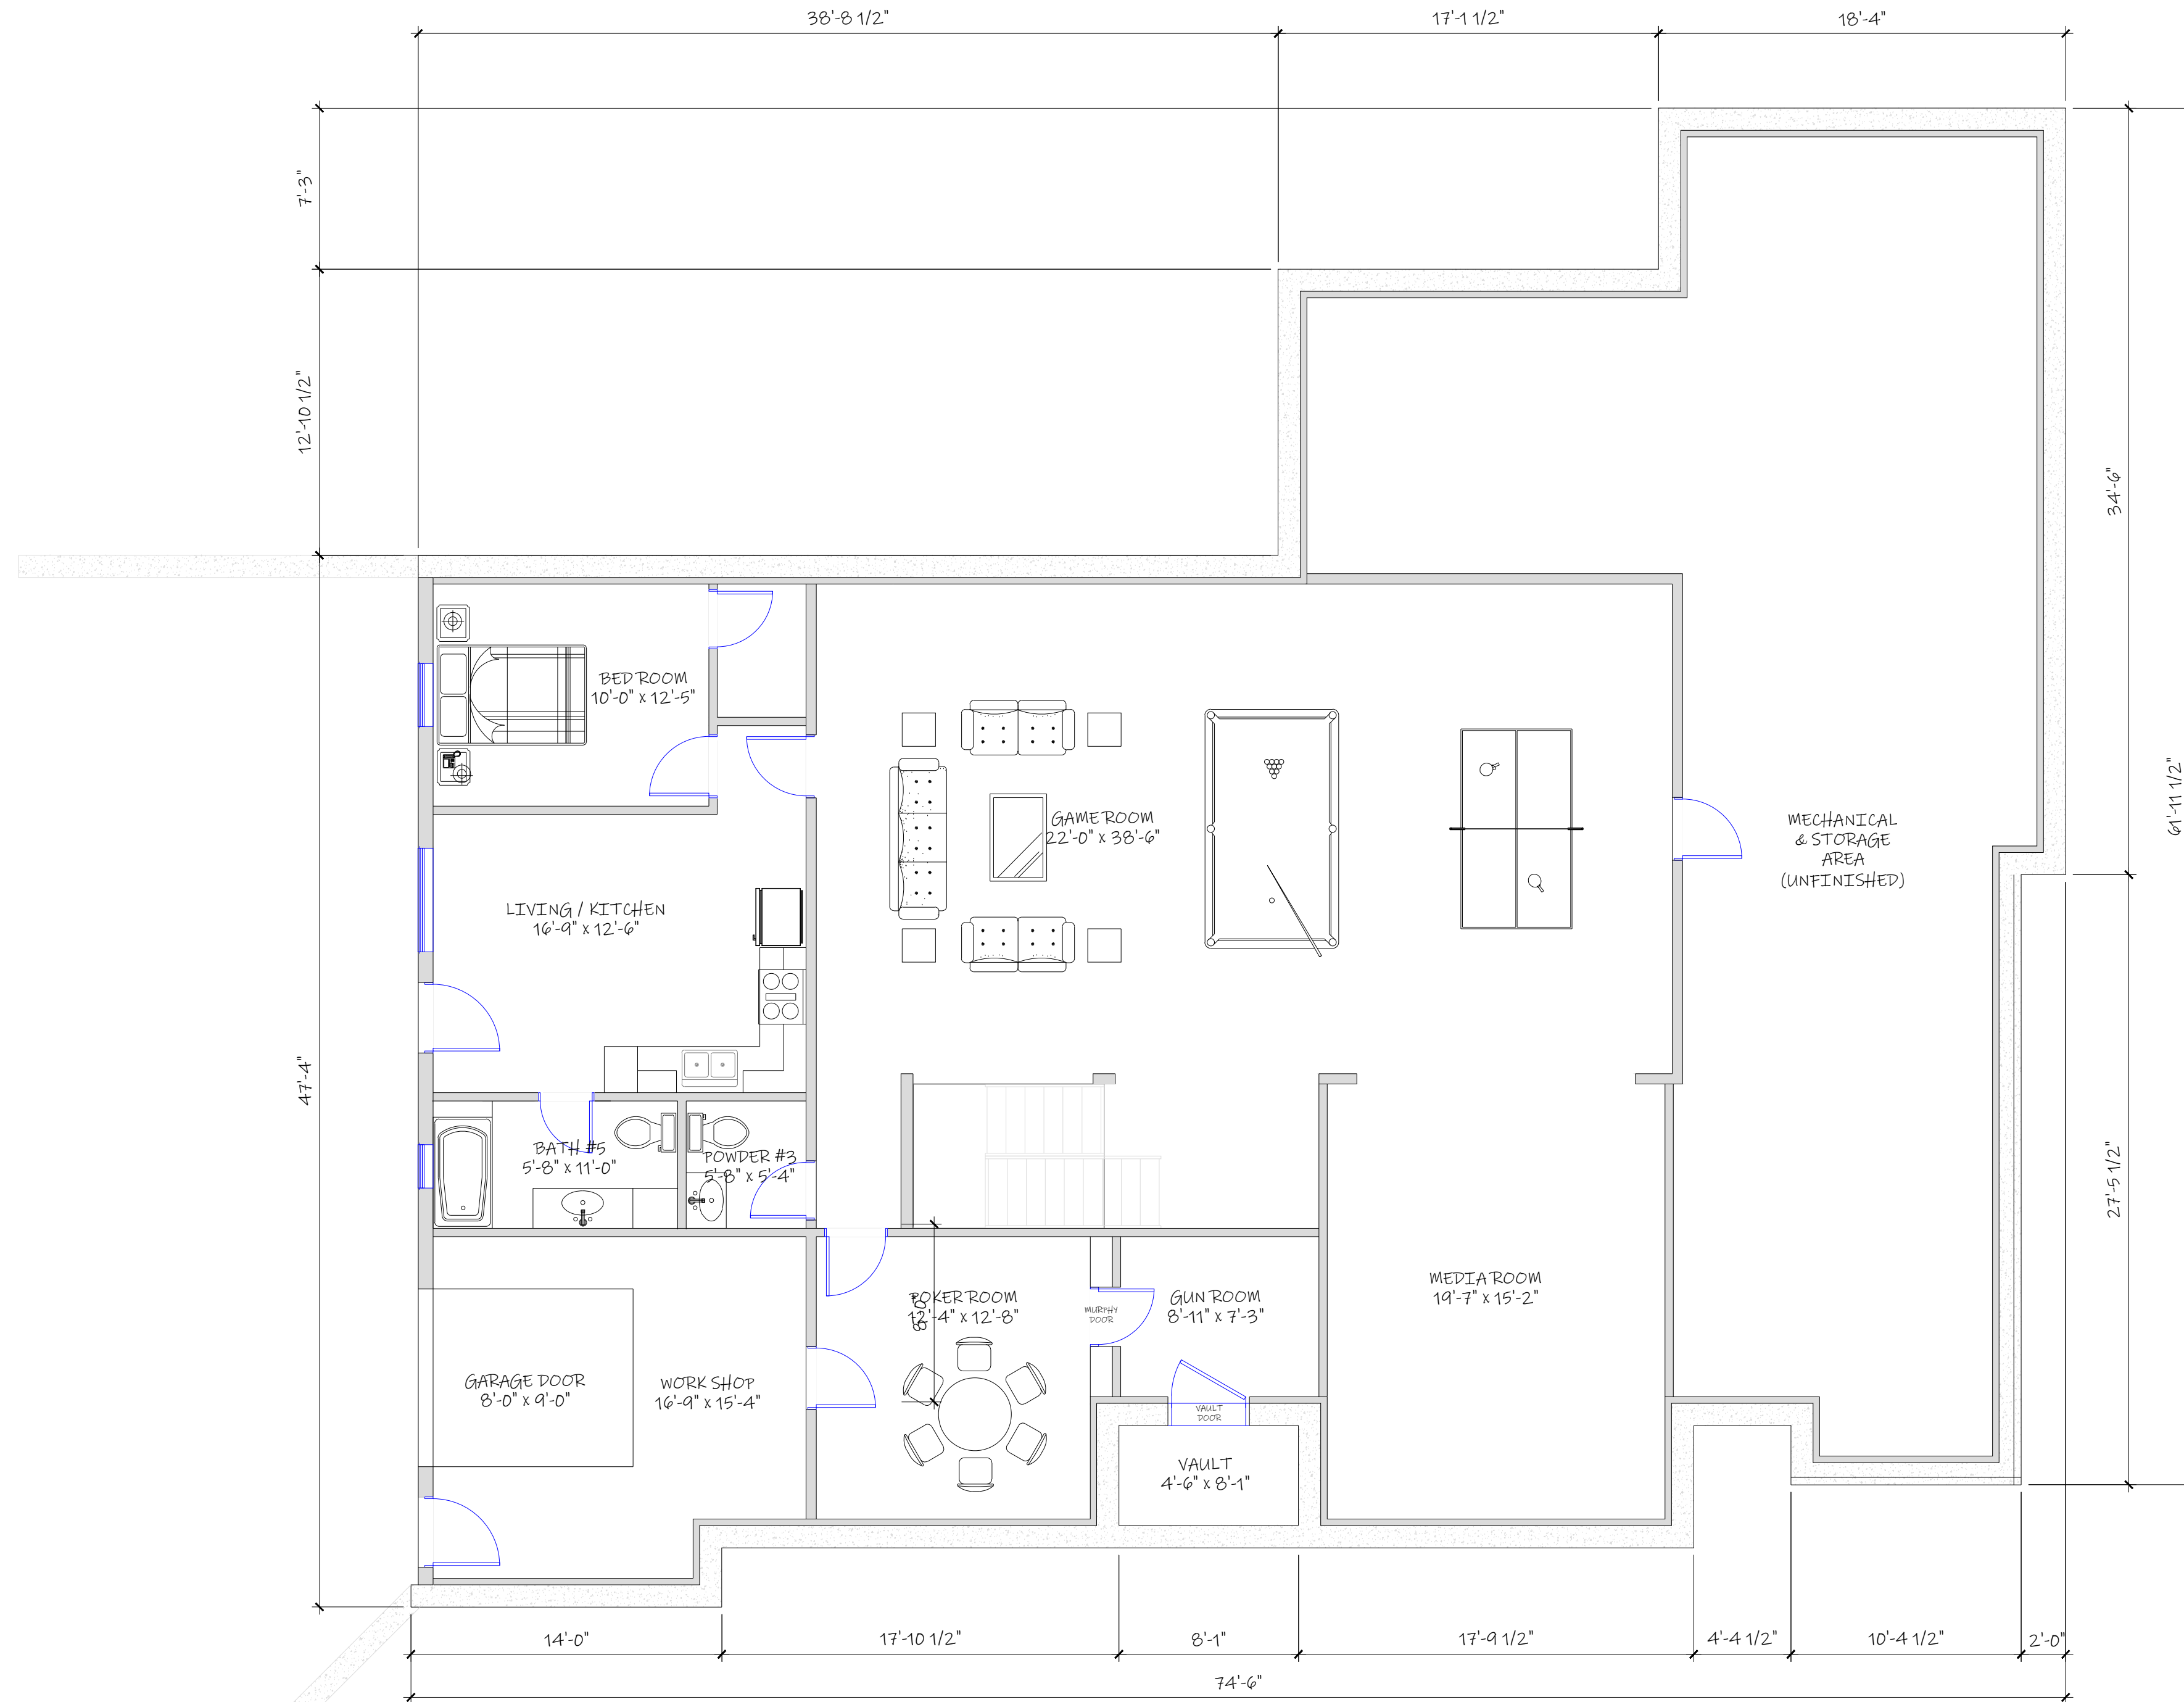 38'-8 1/2"
17'-1 1/2"
18'-4"
7'-3"
12'-10 1/2"
34'-6"
BEDROOM
10'-0" x 12'-5"
61'-11 1/2"
GAME ROOM
22'-0" x 38'-6"
MECHANICAL
& STORAGE
AREA
(UNFINISHED)
LIVING / KITCHEN
16'-9" x 12'-6"
47'-4"
BATH #5
5'-8" x 11'-0"
POWDER #3
5'-8" x 5'-4"
27'-5 1/2"
MEDIA ROOM
19'-7" x 15'-2"
POKER ROOM
12'-4" x 12'-8"
8'-0"
MURPHY
DOOR
GUN ROOM
8'-11" x 7'-3"
GARAGE DOOR
8'-0" x 9'-0"
WORK SHOP
16'-9" x 15'-4"
VAULT
DOOR
VAULT
4'-6" x 8'-1"
14'-0"
17'-10 1/2"
8'-1"
17'-9 1/2"
4'-4 1/2"
10'-4 1/2"
2'-0"
74'-6"